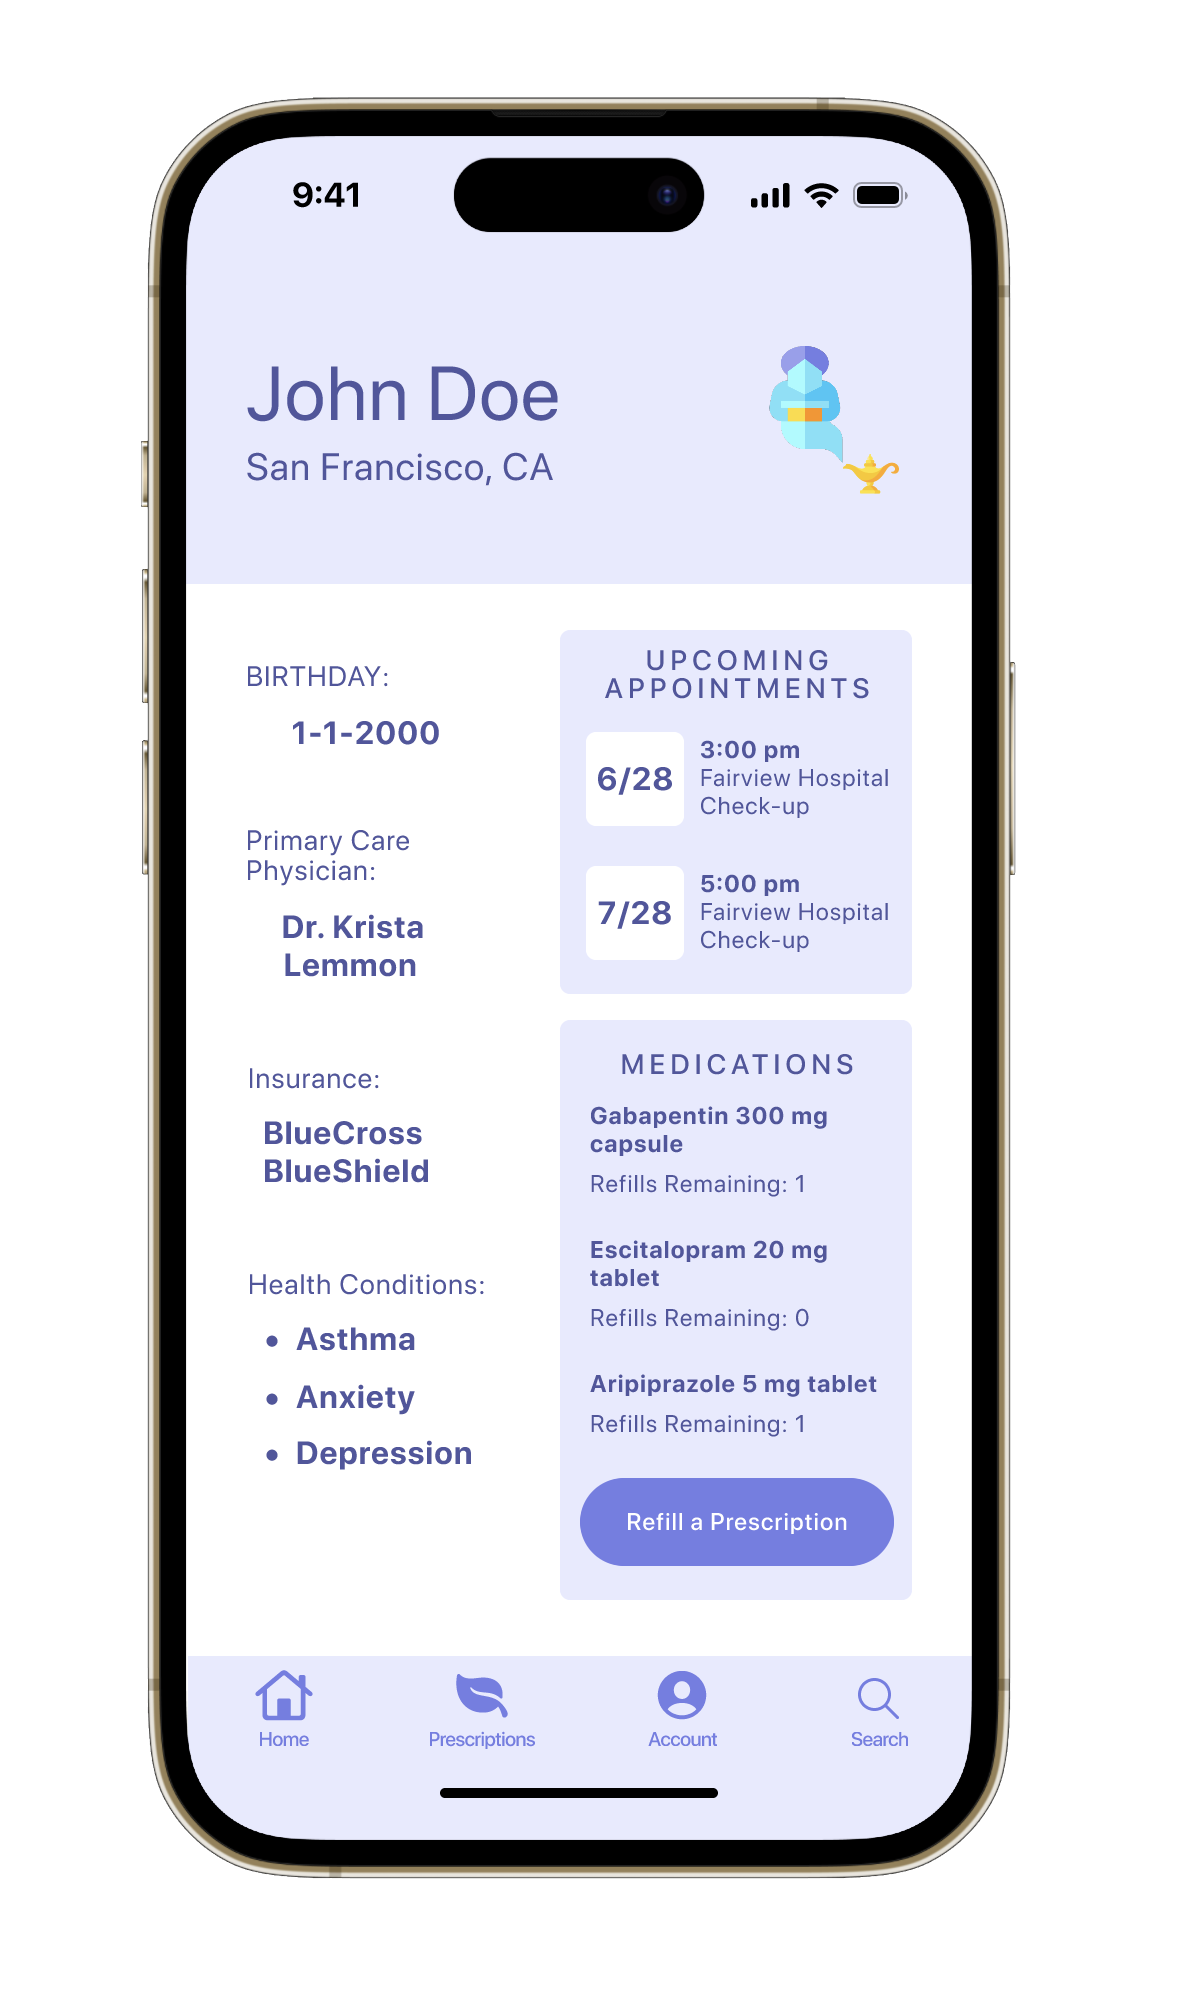 9:41
John Doe
San Francisco, CA
BIRTHDAY:
1-1-2000
Primary Care
Physician:
Dr. Krista
Lemmon
Insurance:
BlueCross
BlueShield
Health Conditions:
• Asthma
• Anxiety
• Depression
UPCOMING
APPOINTMENTS
6/28
3:00 pm
Fairview Hospital
Check-up
7/28
5:00 pm
Fairview Hospital
Check-up
MEDICATIONS
Gabapentin 300 mg
capsule
Refills Remaining: 1
Escitalopram 20 mg
tablet
Refills Remaining: 0
Aripiprazole 5 mg tablet
Refills Remaining: 1
Refill a Prescription
Home
Prescriptions
Account
Search